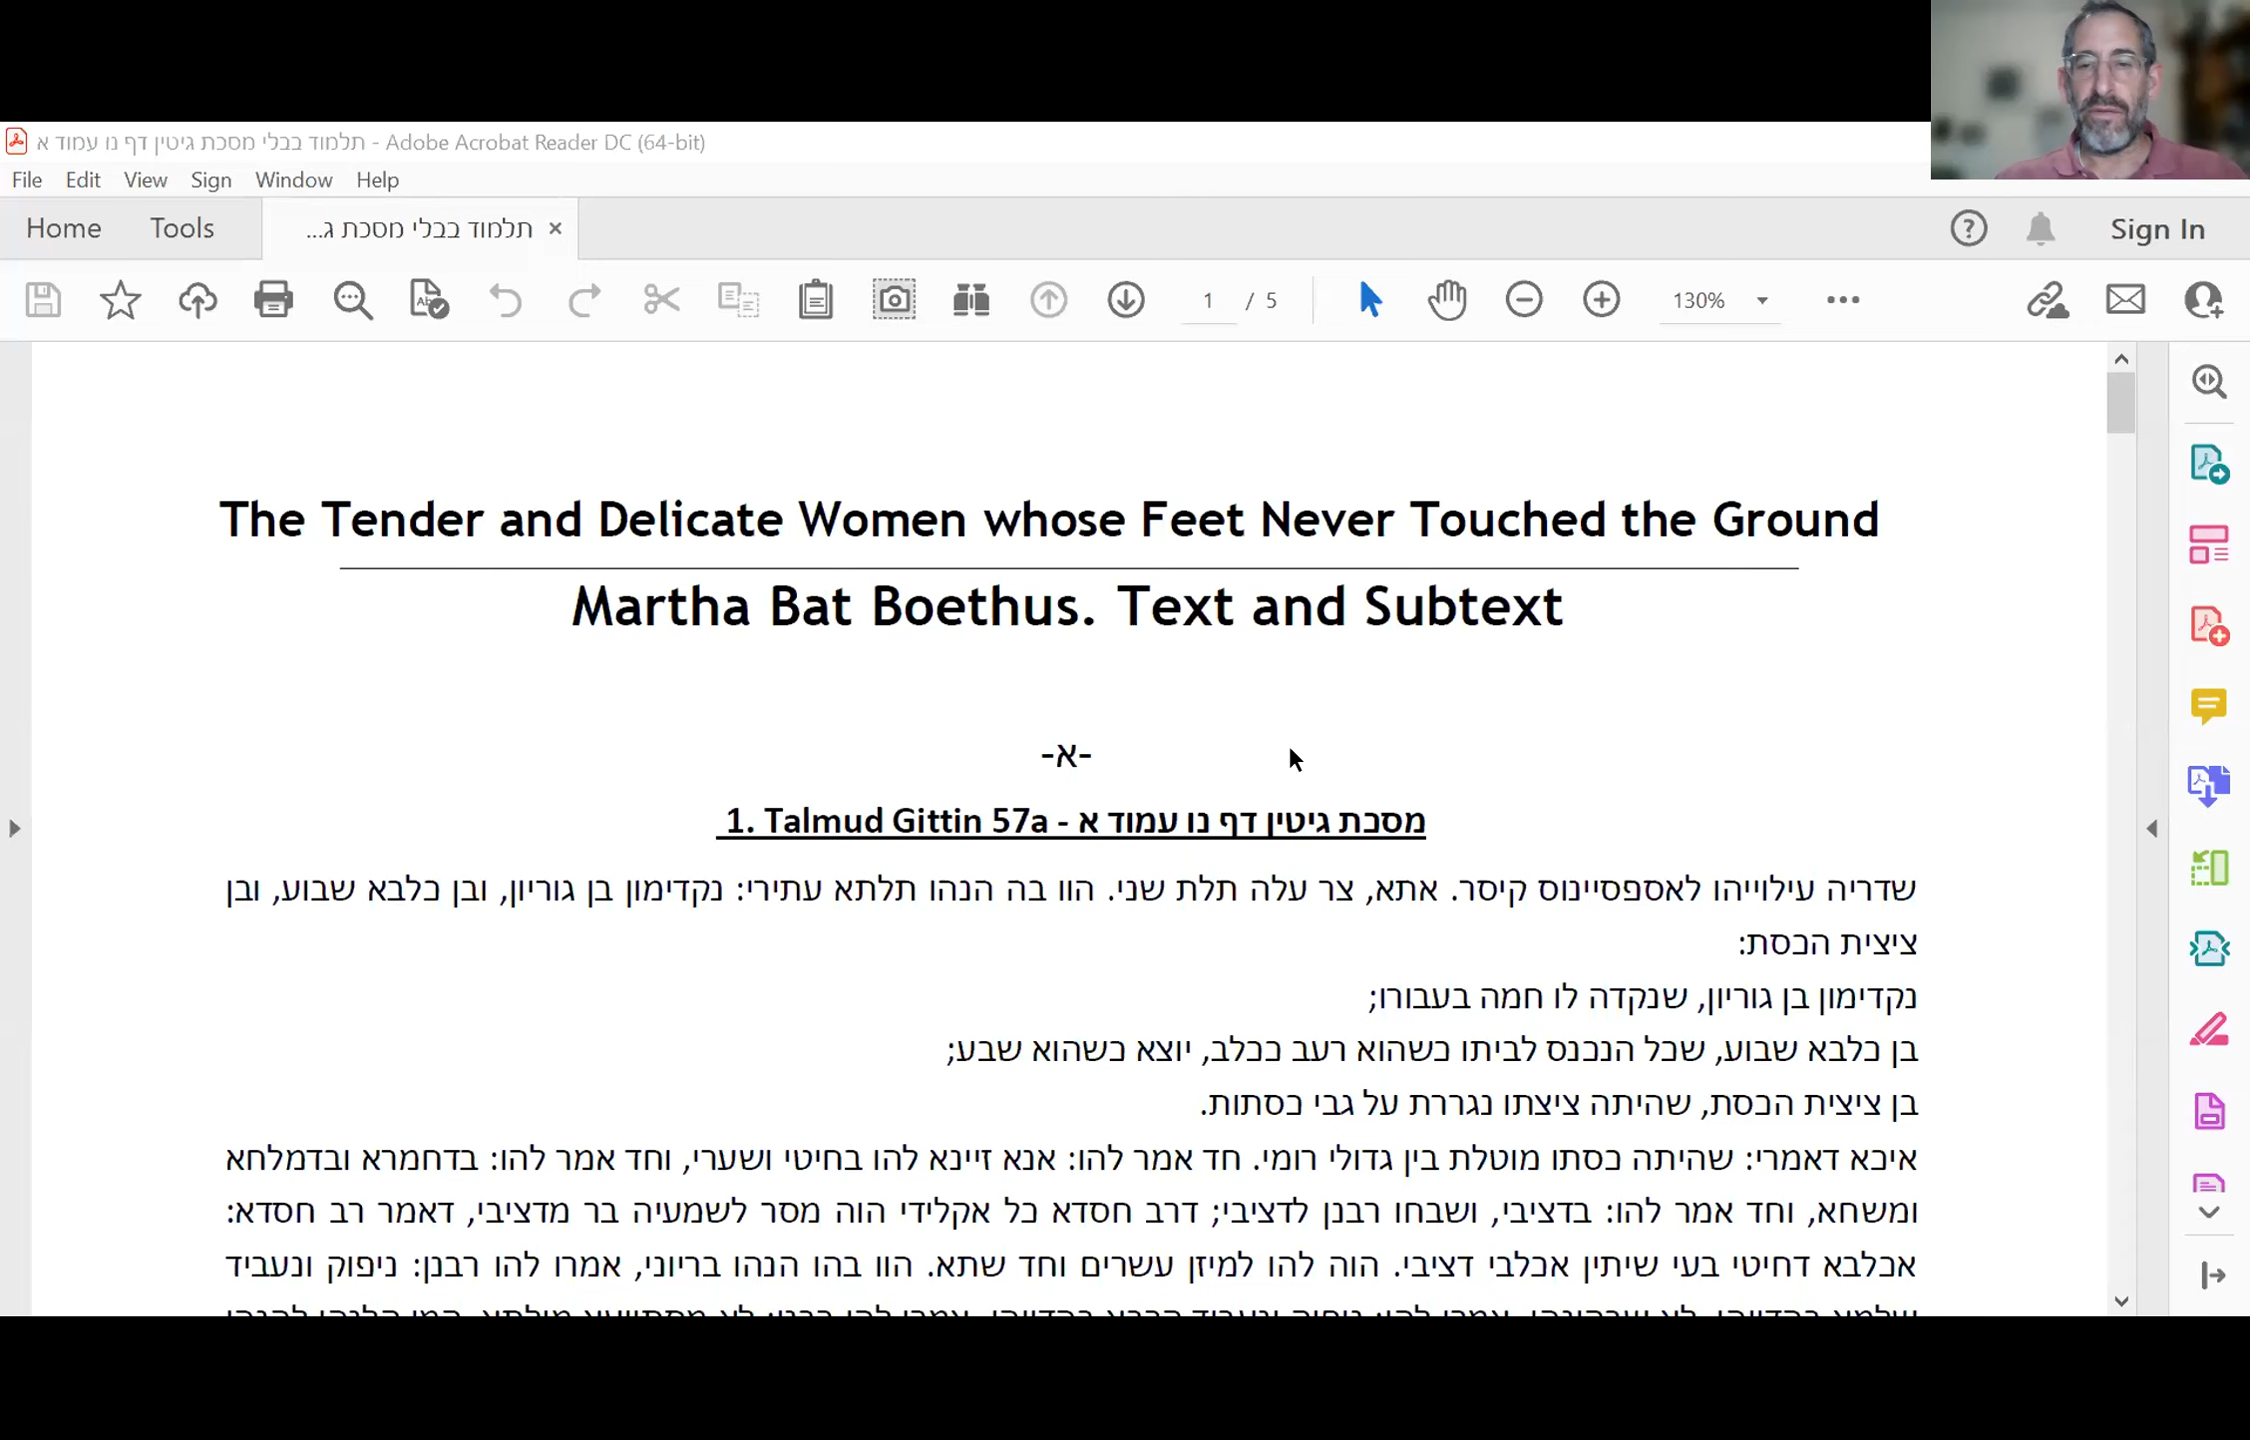 תלמוד בבלי מסכת גיטין דף נו עמוד א - Adobe Acrobat Reader DC (64-bit)
File Edit View Sign Window Help
Home Tools תלמוד בבלי מסכת ג... × Sign In
1 / 5 130%
The Tender and Delicate Women whose Feet Never Touched the Ground
Martha Bat Boethus. Text and Subtext
-א-
1. Talmud Gittin 57a - מסכת גיטין דף נו עמוד א
שדריה עילוייהו לאספסיינוס קיסר. אתא, צר עלה תלת שני. הוו בה הנהו תלתא עתירי: נקדימון בן גוריון, ובן כלבא שבוע, ובן
ציצית הכסת:
נקדימון בן גוריון, שנקדה לו חמה בעבורו;
בן כלבא שבוע, שכל הנכנס לביתו כשהוא רעב ככלב, יוצא כשהוא שבע;
בן ציצית הכסת, שהיתה ציצתו נגררת על גבי כסתות.
איכא דאמרי: שהיתה כסתו מוטלת בין גדולי רומי. חד אמר להו: אנא זיינא להו בחיטי ושערי, וחד אמר להו: בדחמרא ובדמלחא
ומשחא, וחד אמר להו: בדציבי, ושבחו רבנן לדציבי; דרב חסדא כל אקלידי הוה מסר לשמעיה בר מדציבי, דאמר רב חסדא:
אכלבא דחיטי בעי שיתין אכלבי דציבי. הוה להו למיזן עשרים וחד שתא. הוו בהו הנהו בריוני, אמרו להו רבנן: ניפוק ונעביד